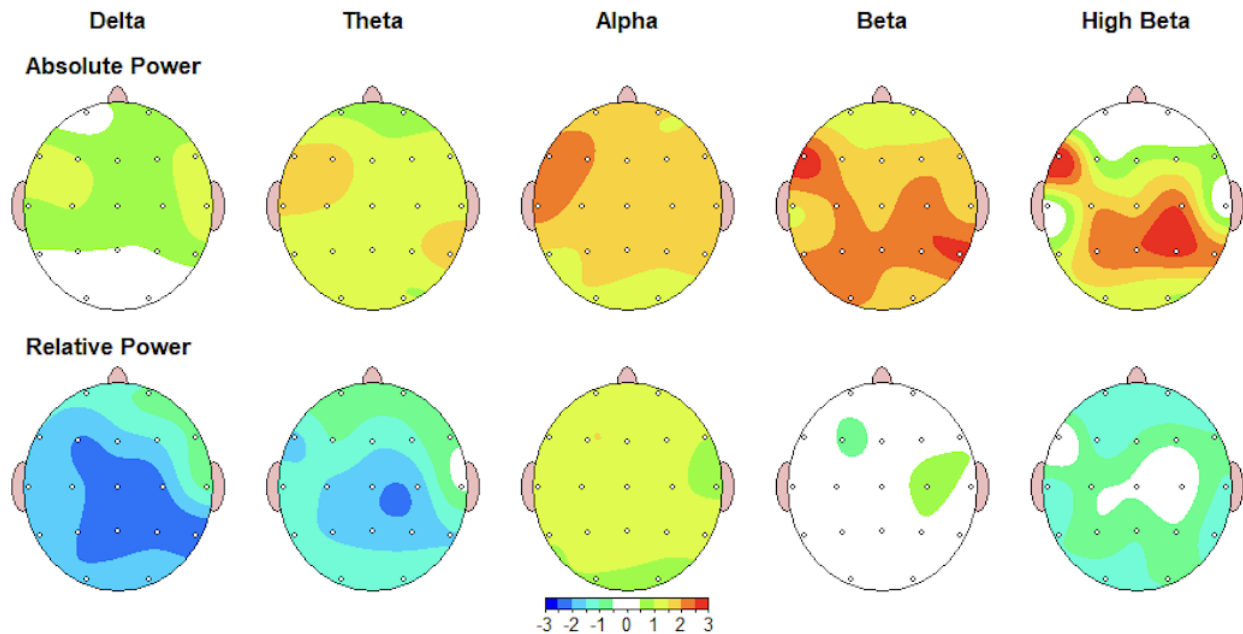 Delta Theta Alpha Beta High Beta
Absolute Power
Relative Power
-3 -2 -1 0 1 2 3